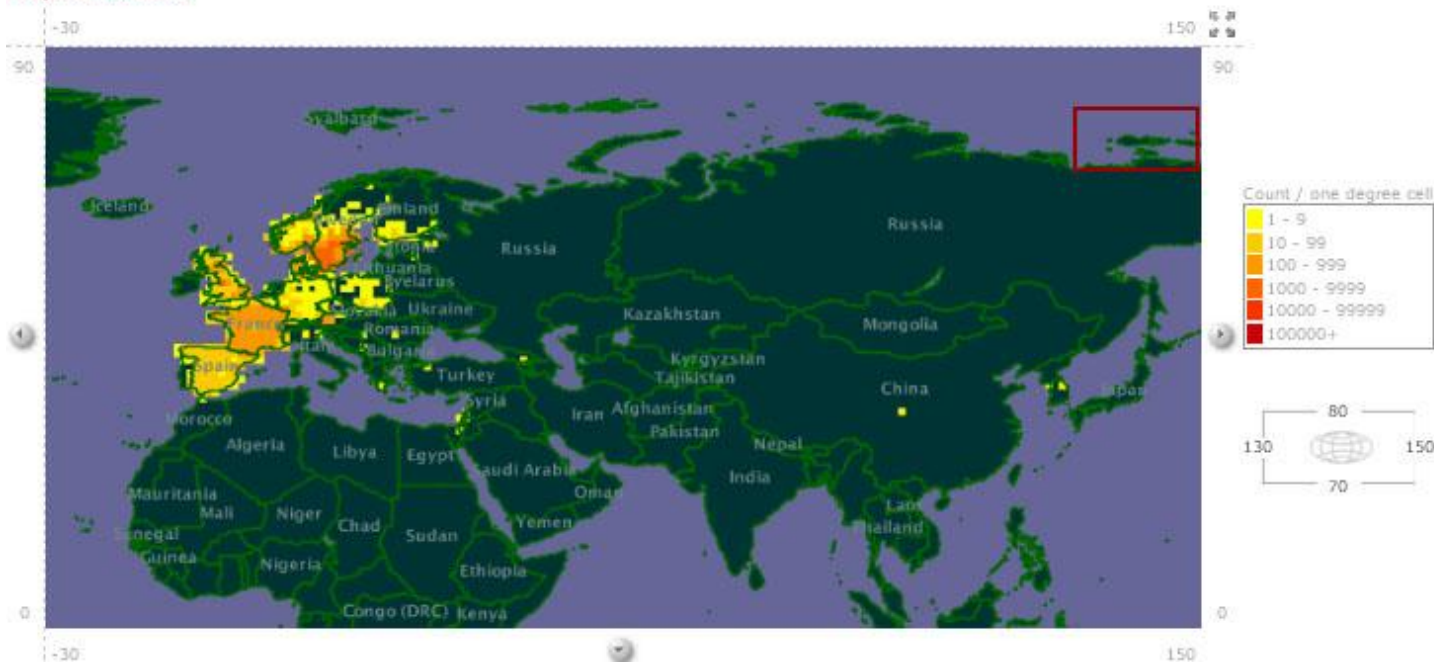 -30 150
90 90
Svalbard
Iceland
Finland
Russia
Russia
Lithuania
Byelarus
Ukraine
Slovakia
France
Kazakhstan
Mongolia
Romania
Italy
Bulgaria
Spain
Kyrgyzstan
Turkey
Tajikistan
China
Japan
Syria
Morocco
Iran
Afghanistan
Algeria
Libya
Egypt
Pakistan
Nepal
Saudi Arabia
India
Mauritania
Oman
Mali
Niger
Laos
Chad
Yemen
Senegal
Sudan
Thailand
Guinea
Nigeria
Ethiopia
Congo (DRC)
Kenya
0 0
-30 150
Count / one degree cell
1 - 9
10 - 99
100 - 999
1000 - 9999
10000 - 99999
100000+
80
130 150
70